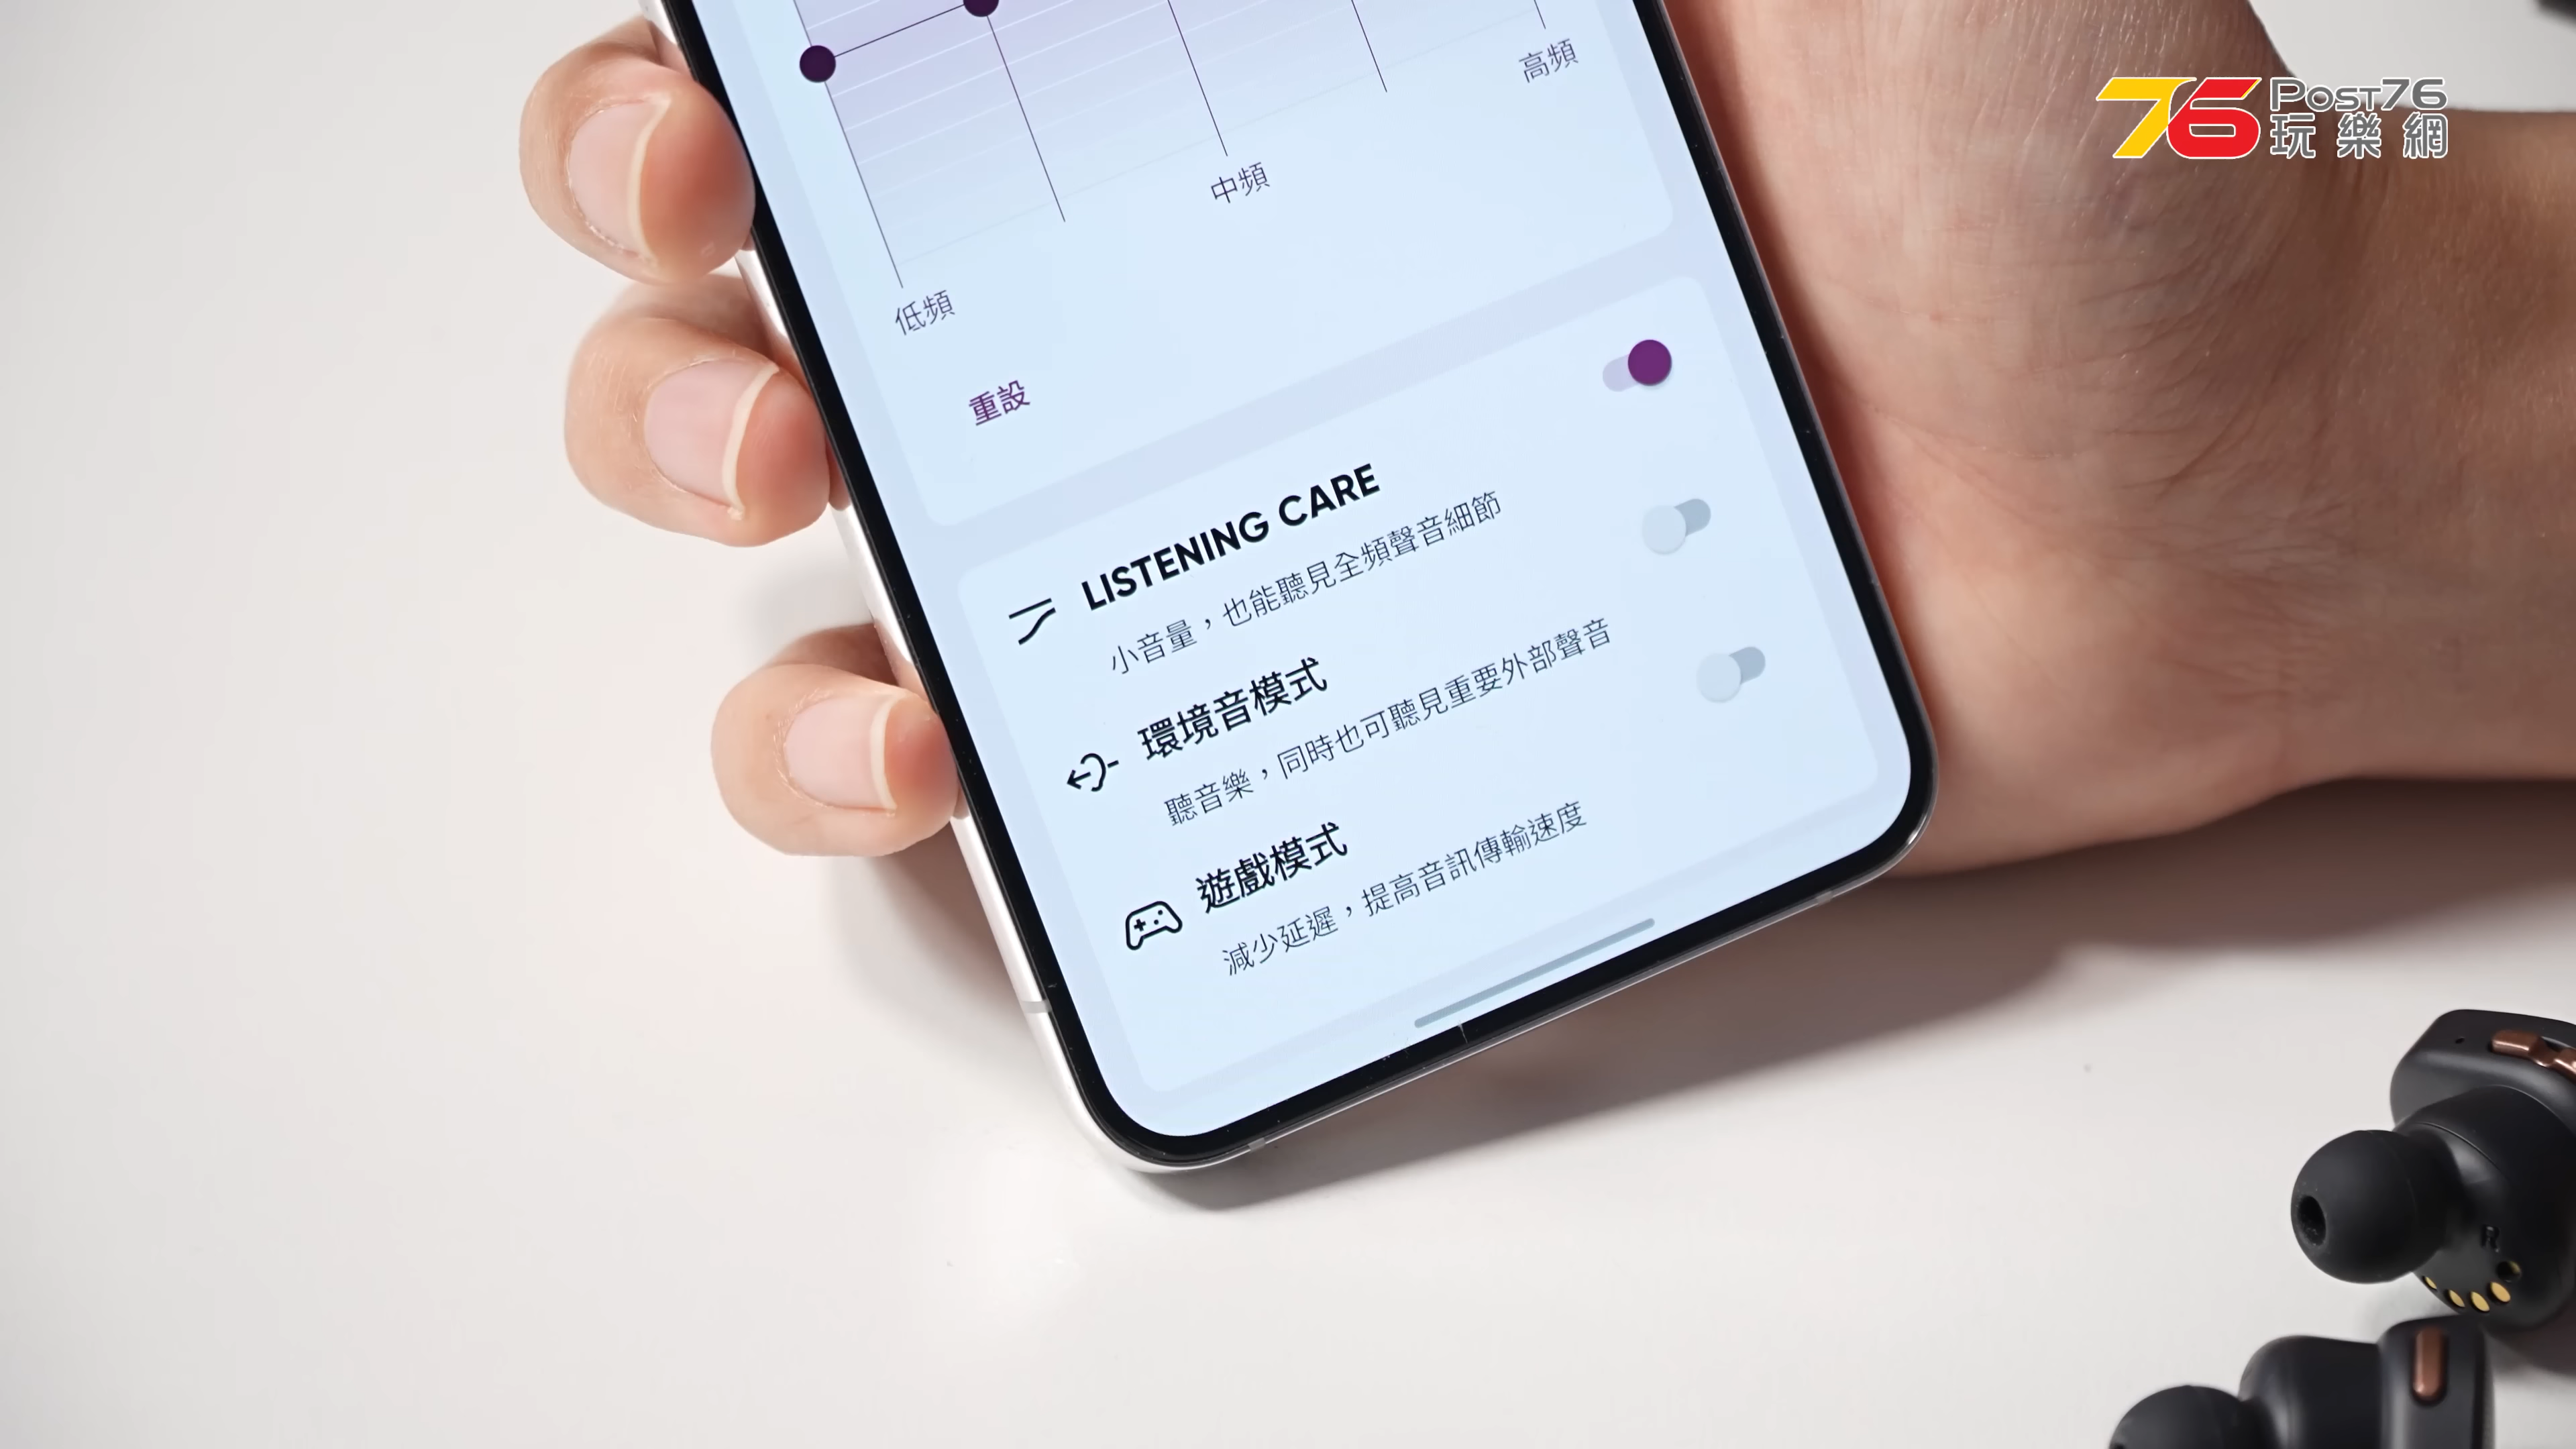 高頻
中頻
低頻
重設
LISTENING CARE
小音量，也能聽見全頻聲音細節
環境音模式
聽音樂，同時也可聽見重要外部聲音
遊戲模式
減少延遲，提高音訊傳輸速度
76 POST76
玩樂網
R